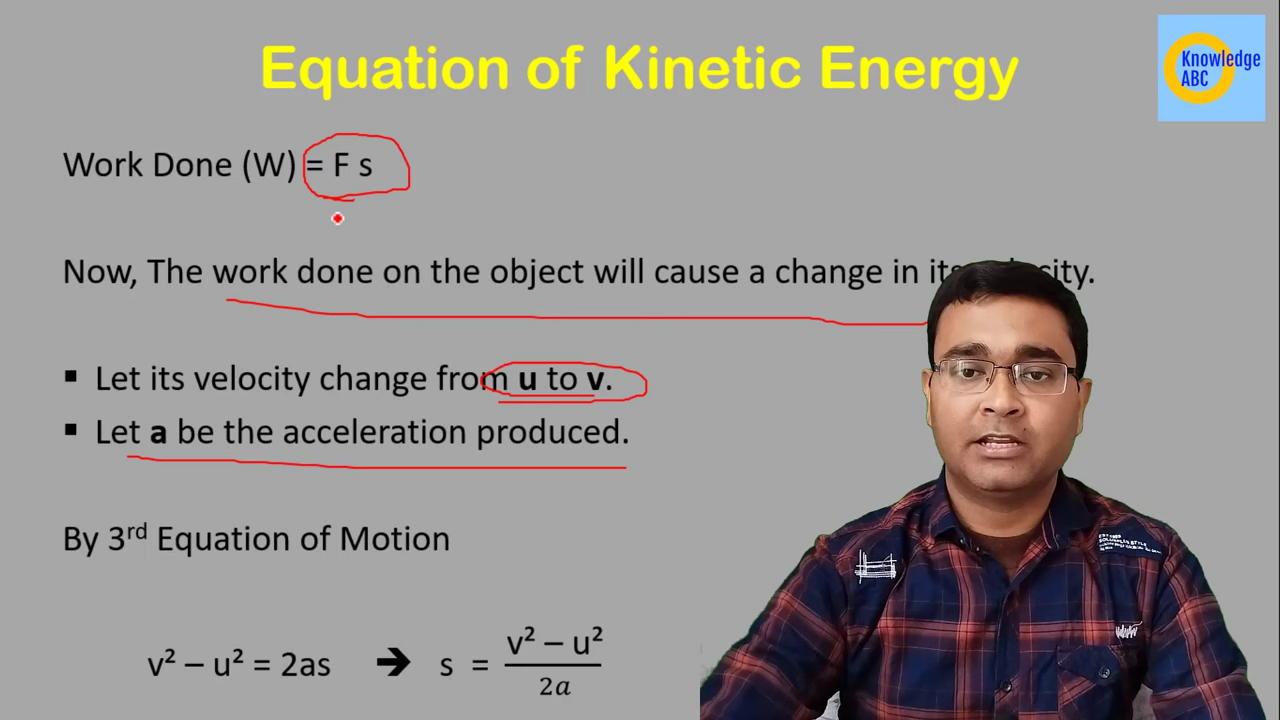 Equation of Kinetic Energy
Knowledge
ABC
Work Done (W) = F s
Now, The work done on the object will cause a change in its velocity.
▪ Let its velocity change from u to v.
▪ Let a be the acceleration produced.
By 3rd Equation of Motion
v² – u² = 2as ➔ s = v² – u² / 2a